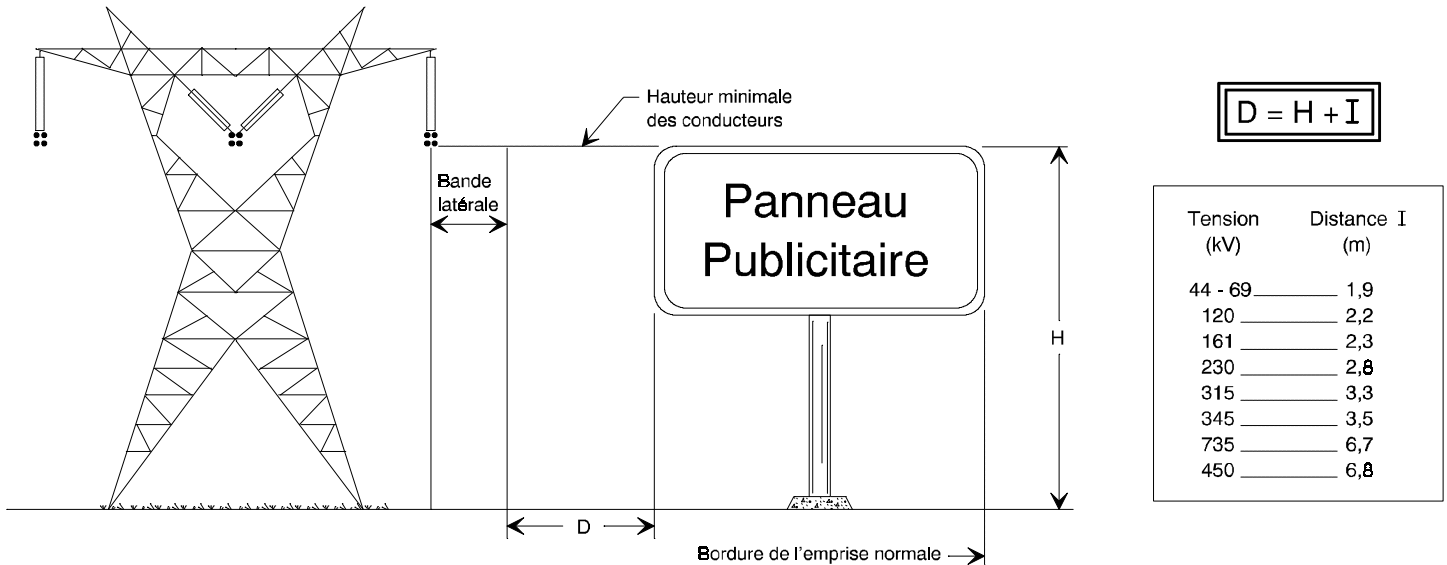 Hauteur minimale
des conducteurs
Bande
latérale
Panneau
Publicitaire
H
D
Bordure de l'emprise normale
D = H + I
Tension Distance I
(kV) (m)
44 - 69 1,9
120 2,2
161 2,3
230 2,8
315 3,3
345 3,5
735 6,7
450 6,8